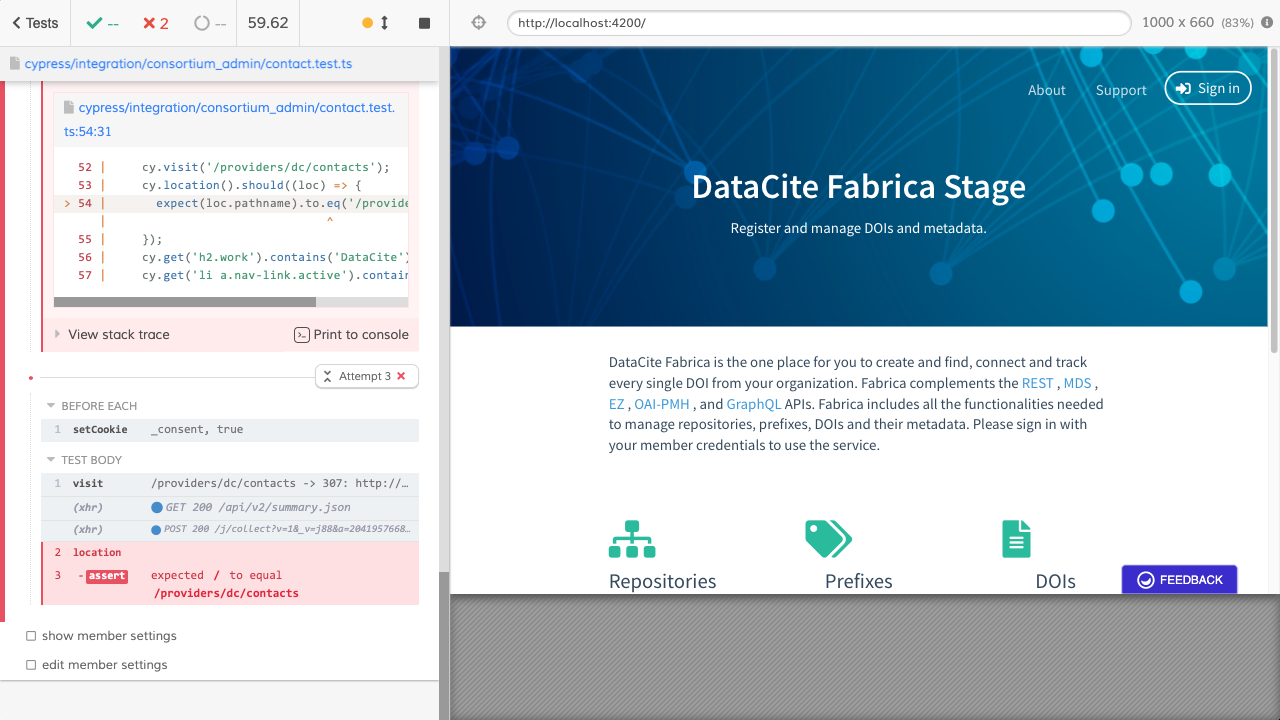 Tests
--
2
--
59.62
http://localhost:4200/
1000 x 660 (83%)
cypress/integration/consortium_admin/contact.test.ts
cypress/integration/consortium_admin/contact.test.
ts:54:31
52 | cy.visit('/providers/dc/contacts');
53 | cy.location().should((loc) => {
> 54 | expect(loc.pathname).to.eq('/provide
| ^
55 | });
56 | cy.get('h2.work').contains('DataCite')
57 | cy.get('li a.nav-link.active').contain
View stack trace
Print to console
Attempt 3
BEFORE EACH
1 setCookie _consent, true
TEST BODY
1 visit /providers/dc/contacts -> 307: http://…
(xhr) GET 200 /api/v2/summary.json
(xhr) POST 200 /j/collect?v=1&_v=j88&a=2041957668…
2 location
3 -assert expected / to equal
/providers/dc/contacts
show member settings
edit member settings
About
Support
Sign in
DataCite Fabrica Stage
Register and manage DOIs and metadata.
DataCite Fabrica is the one place for you to create and find, connect and track
every single DOI from your organization. Fabrica complements the REST , MDS ,
EZ , OAI-PMH , and GraphQL APIs. Fabrica includes all the functionalities needed
to manage repositories, prefixes, DOIs and their metadata. Please sign in with
your member credentials to use the service.
Repositories
Prefixes
DOIs
FEEDBACK